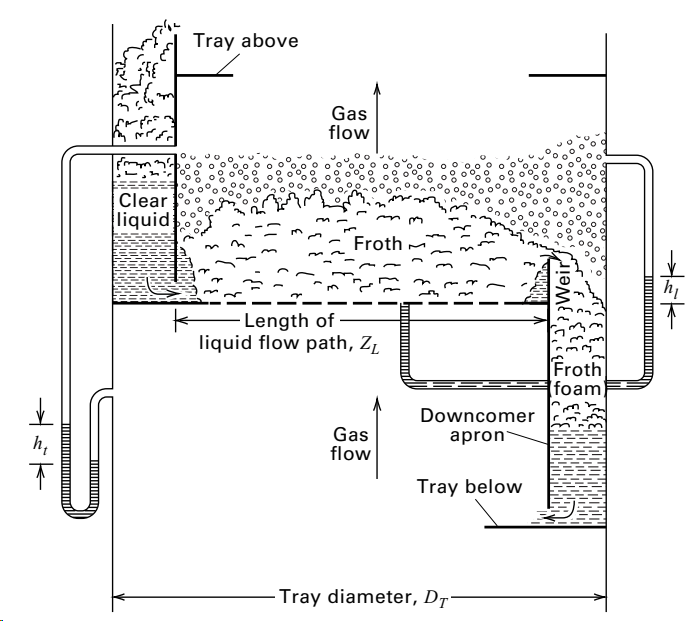 Tray above
Gas
flow
Clear
liquid
Froth
Weir
h_l
Length of
liquid flow path, Z_L
Froth
(foam)
Downcomer
apron
Gas
flow
h_t
Tray below
Tray diameter, D_T